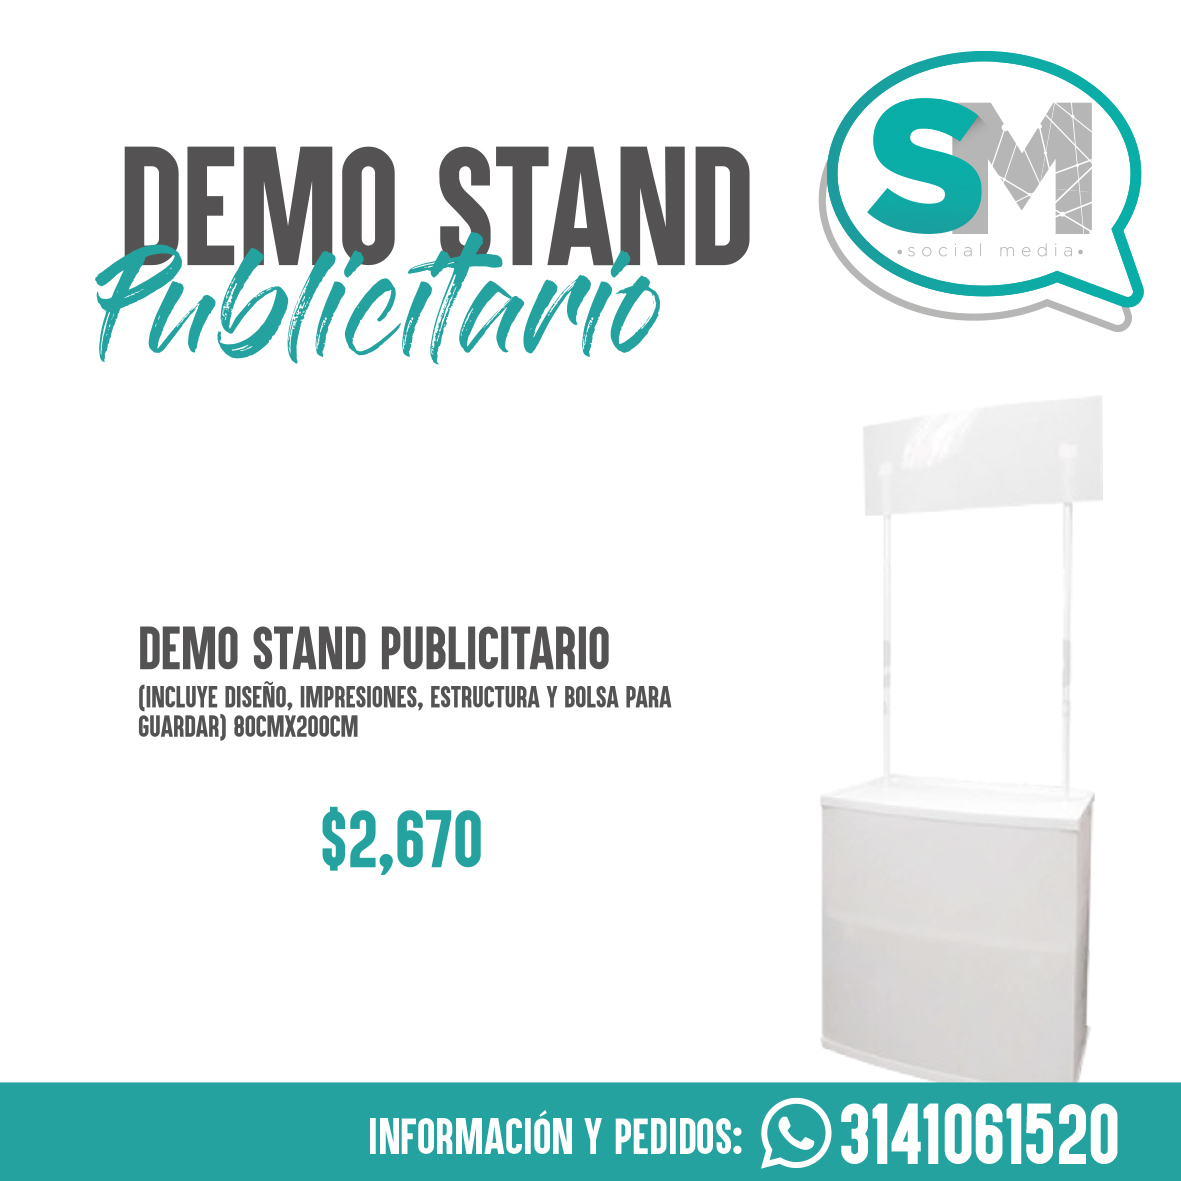 DEMO STAND
Publicitario
SM
•social media•
DEMO STAND PUBLICITARIO
(INCLUYE DISEÑO, IMPRESIONES, ESTRUCTURA Y BOLSA PARA
GUARDAR) 80CMX200CM
$2,670
INFORMACIÓN Y PEDIDOS: 3141061520